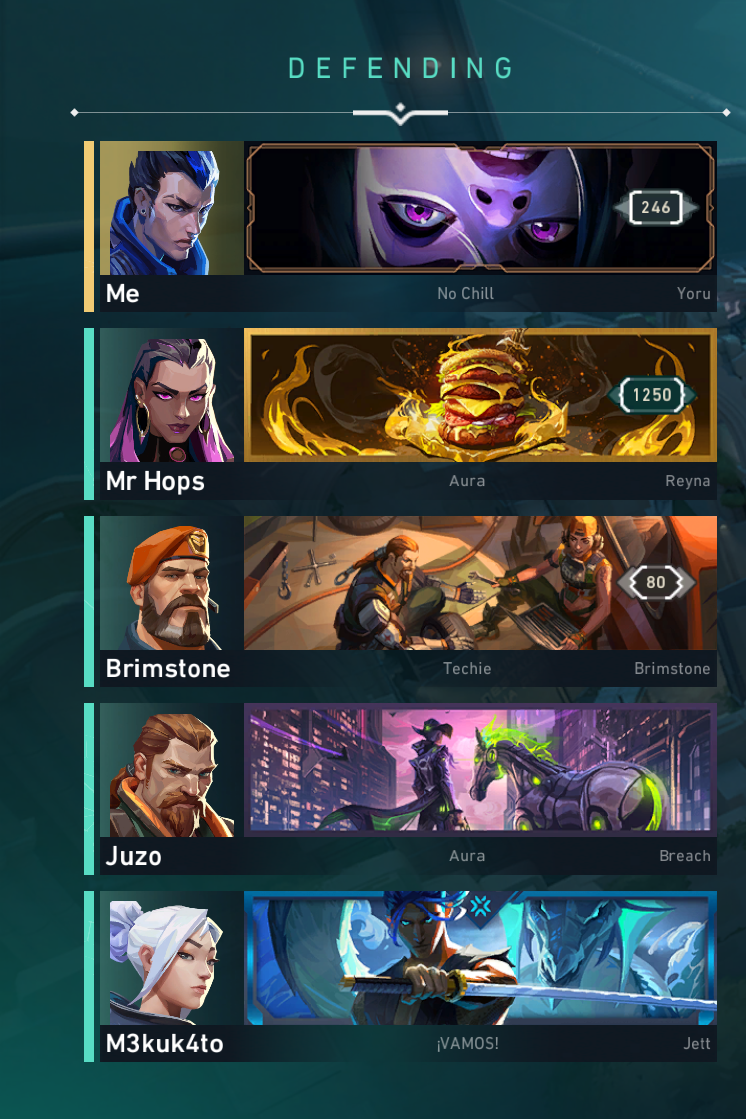 DEFENDING
246
Me No Chill Yoru
1250
Mr Hops Aura Reyna
80
Brimstone Techie Brimstone
Juzo Aura Breach
M3kuk4to ¡VAMOS! Jett